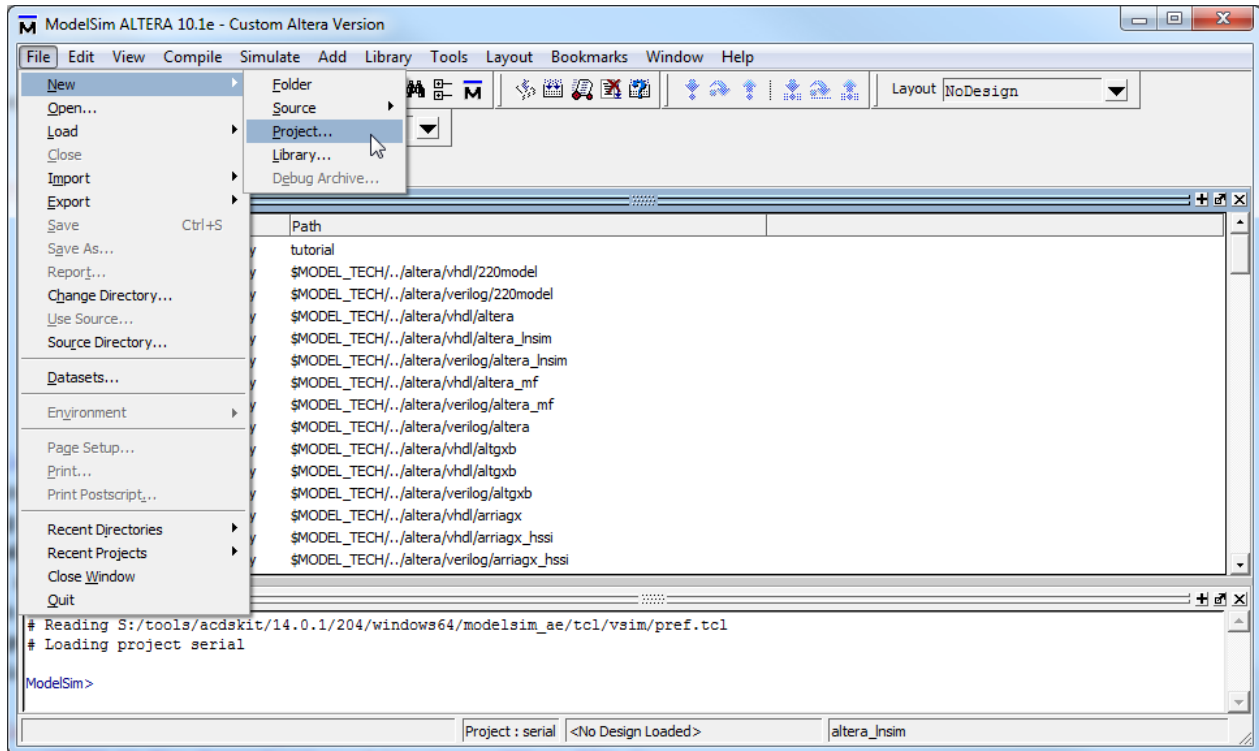 ModelSim ALTERA 10.1e - Custom Altera Version
File Edit View Compile Simulate Add Library Tools Layout Bookmarks Window Help
New
Open...
Load
Close
Import
Export
Save Ctrl+S
Save As...
Report...
Change Directory...
Use Source...
Source Directory...
Datasets...
Environment
Page Setup...
Print...
Print Postscript...
Recent Directories
Recent Projects
Close Window
Quit
Folder
Source
Project...
Library...
Debug Archive...
Layout NoDesign
Path
y tutorial
y $MODEL_TECH/../altera/vhdl/220model
y $MODEL_TECH/../altera/verilog/220model
y $MODEL_TECH/../altera/vhdl/altera
y $MODEL_TECH/../altera/vhdl/altera_lnsim
y $MODEL_TECH/../altera/verilog/altera_lnsim
y $MODEL_TECH/../altera/vhdl/altera_mf
y $MODEL_TECH/../altera/verilog/altera_mf
y $MODEL_TECH/../altera/verilog/altera
y $MODEL_TECH/../altera/vhdl/altgxb
y $MODEL_TECH/../altera/vhdl/altgxb
y $MODEL_TECH/../altera/verilog/altgxb
y $MODEL_TECH/../altera/vhdl/arriagx
y $MODEL_TECH/../altera/vhdl/arriagx_hssi
y $MODEL_TECH/../altera/verilog/arriagx_hssi
# Reading S:/tools/acdskit/14.0.1/204/windows64/modelsim_ae/tcl/vsim/pref.tcl
# Loading project serial
ModelSim>
Project : serial <No Design Loaded> altera_lnsim